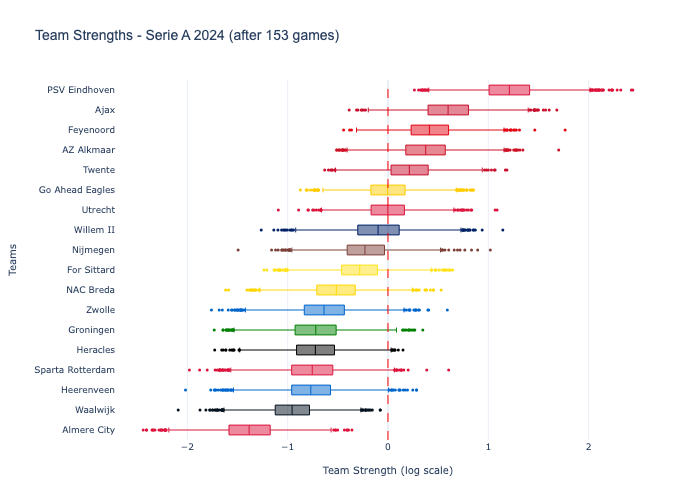 Team Strengths - Serie A 2024 (after 153 games)
PSV Eindhoven
Ajax
Feyenoord
AZ Alkmaar
Twente
Go Ahead Eagles
Utrecht
Willem II
Nijmegen
For Sittard
NAC Breda
Zwolle
Groningen
Heracles
Sparta Rotterdam
Heerenveen
Waalwijk
Almere City
Teams
−2 −1 0 1 2
Team Strength (log scale)